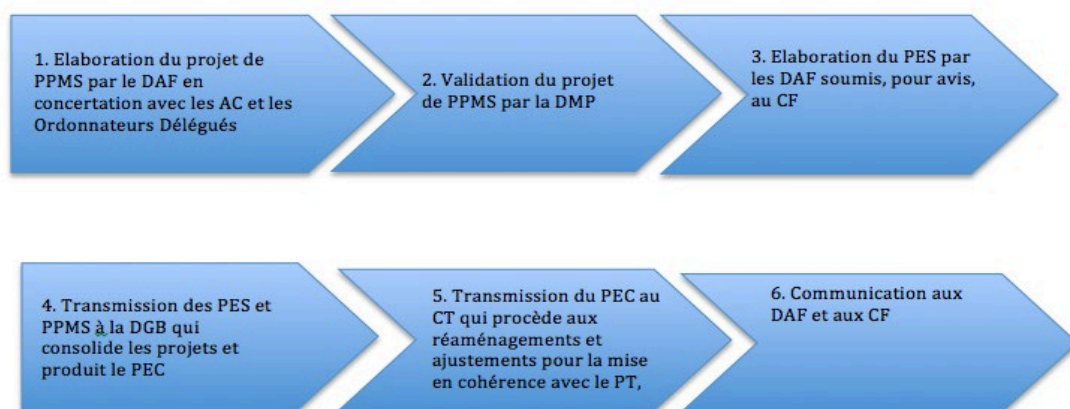 1. Elaboration du projet de
PPMS par le DAF en
concertation avec les AC et les
Ordonnateurs Délégués
2. Validation du projet
de PPMS par la DMP
3. Elaboration du PES par
les DAF soumis, pour avis,
au CF
4. Transmission des PES et
PPMS à la DGB qui
consolide les projets et
produit le PEC
5. Transmission du PEC au
CT qui procède aux
réaménagements et
ajustements pour la mise
en cohérence avec le PT,
6. Communication aux
DAF et aux CF